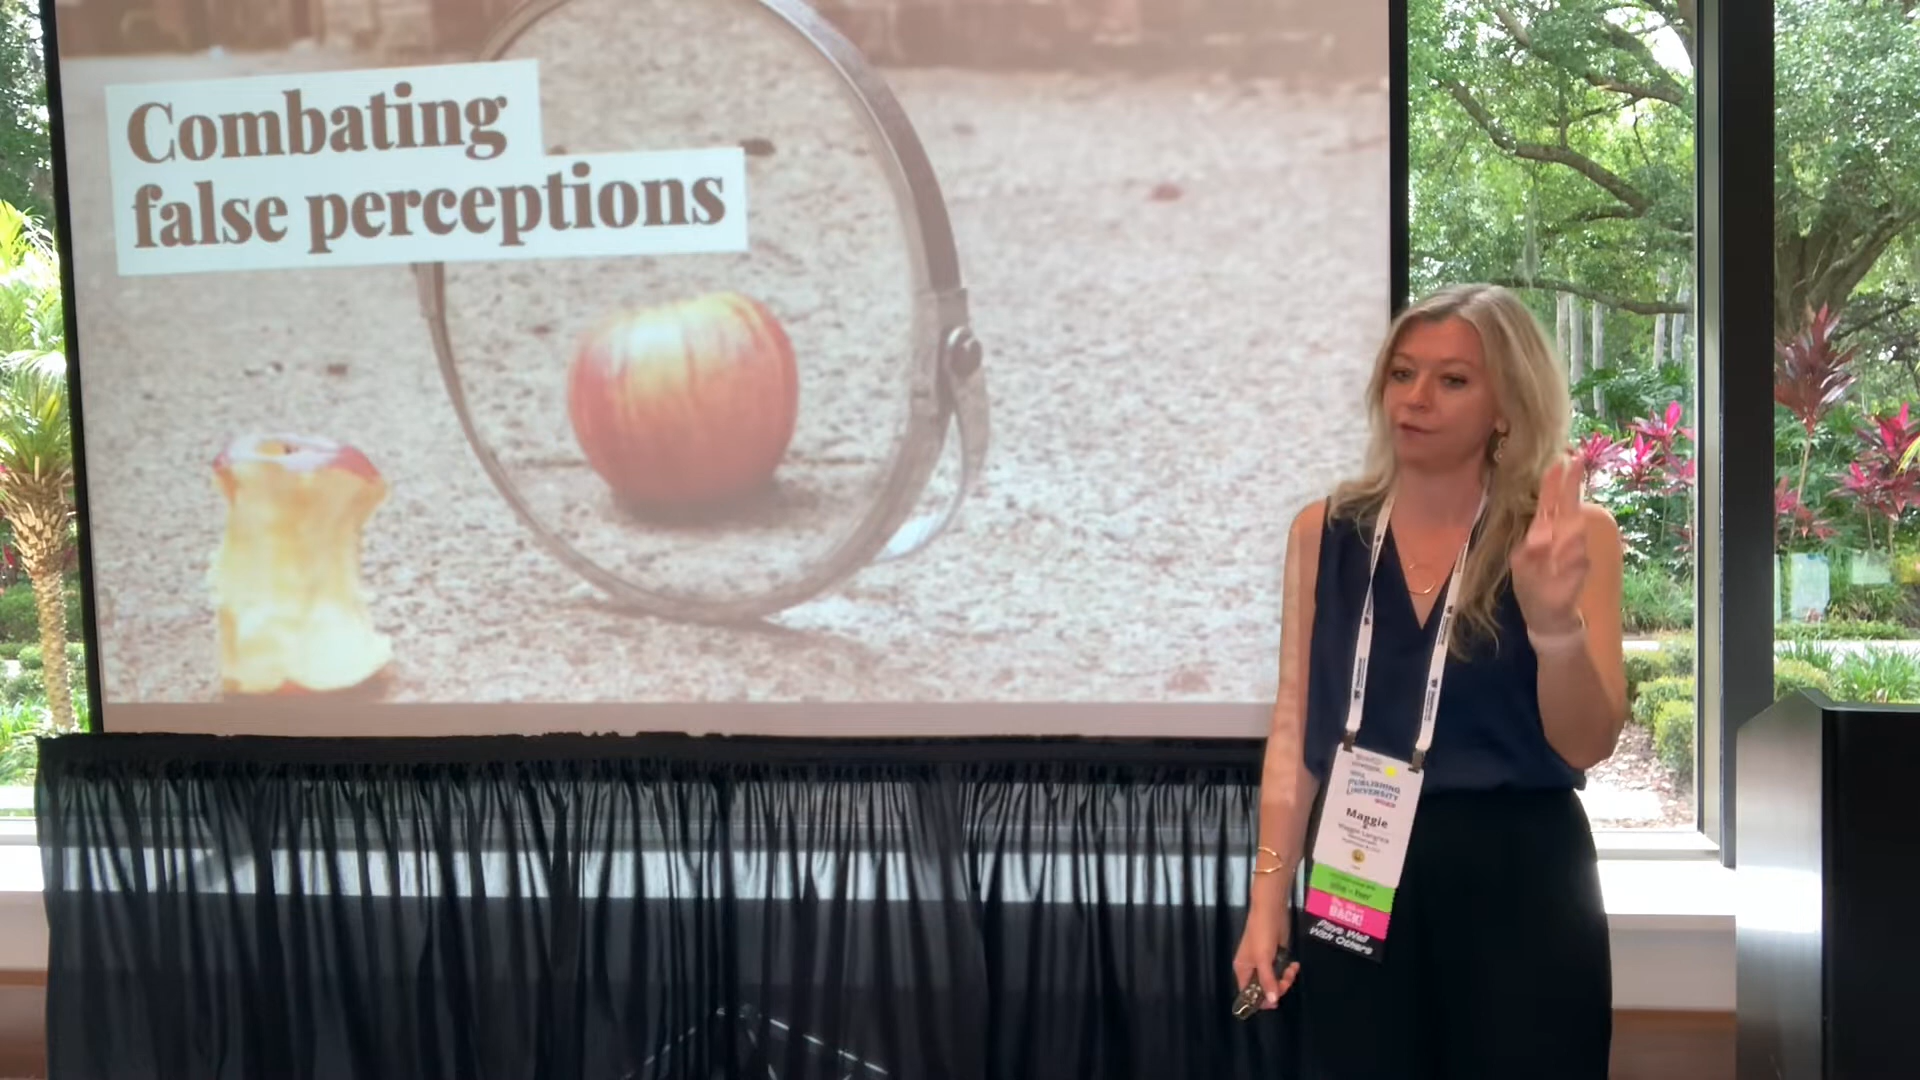 Combating
false perceptions
PUBLISHING
UNIVERSITY
Maggie
BACK!
Plays Well
With Others